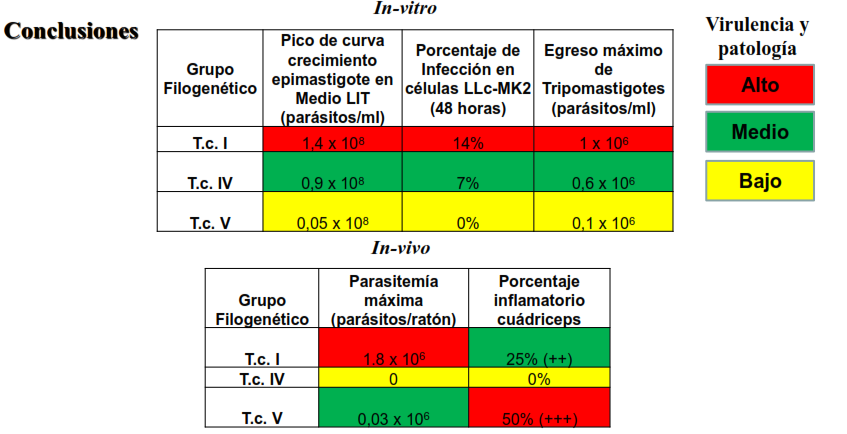 Conclusiones
In-vitro
Grupo Filogenético | Pico de curva crecimiento epimastigote en Medio LIT (parásitos/ml) | Porcentaje de Infección en células LLc-MK2 (48 horas) | Egreso máximo de Tripomastigotes (parásitos/ml)
T.c. I | 1,4 x 10⁸ | 14% | 1 x 10⁶
T.c. IV | 0,9 x 10⁸ | 7% | 0,6 x 10⁶
T.c. V | 0,05 x 10⁸ | 0% | 0,1 x 10⁶
Virulencia y
patología
Alto
Medio
Bajo
In-vivo
Grupo Filogenético | Parasitemía máxima (parásitos/ratón) | Porcentaje inflamatorio cuádriceps
T.c. I | 1.8 x 10⁶ | 25% (++)
T.c. IV | 0 | 0%
T.c. V | 0,03 x 10⁶ | 50% (+++)